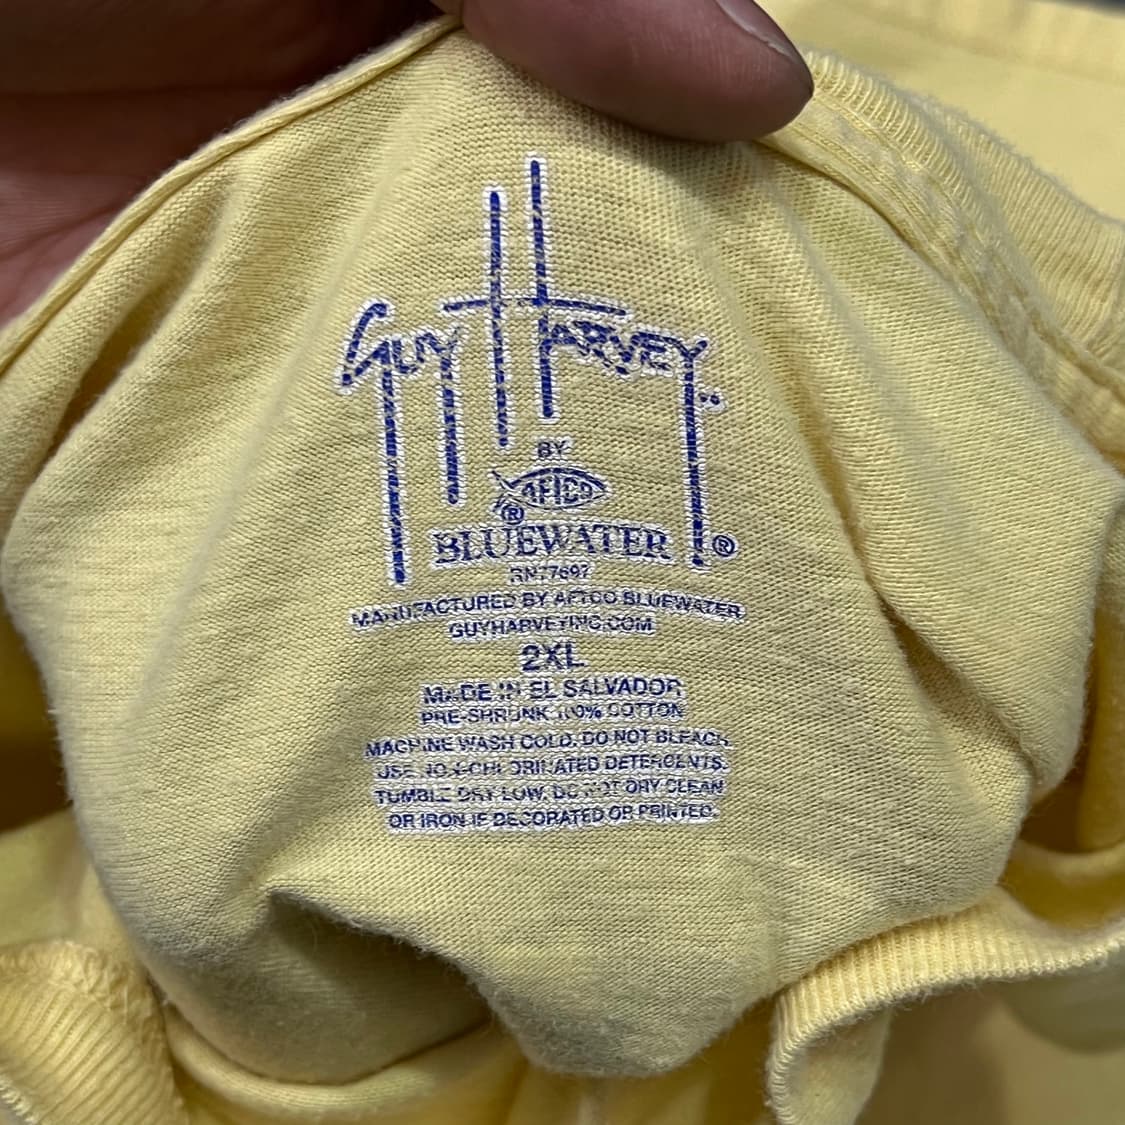 GUY HARVEY
BY
AFTCO ®
BLUEWATER ®
RN77697
MANUFACTURED BY AFTCO BLUEWATER
GUYHARVEYINC.COM
2XL
MADE IN EL SALVADOR
PRE-SHRUNK 100% COTTON
MACHINE WASH COLD. DO NOT BLEACH.
USE NON-CHLORINATED DETERGENTS.
TUMBLE DRY LOW. DO NOT DRY CLEAN
OR IRON IF DECORATED OR PRINTED.